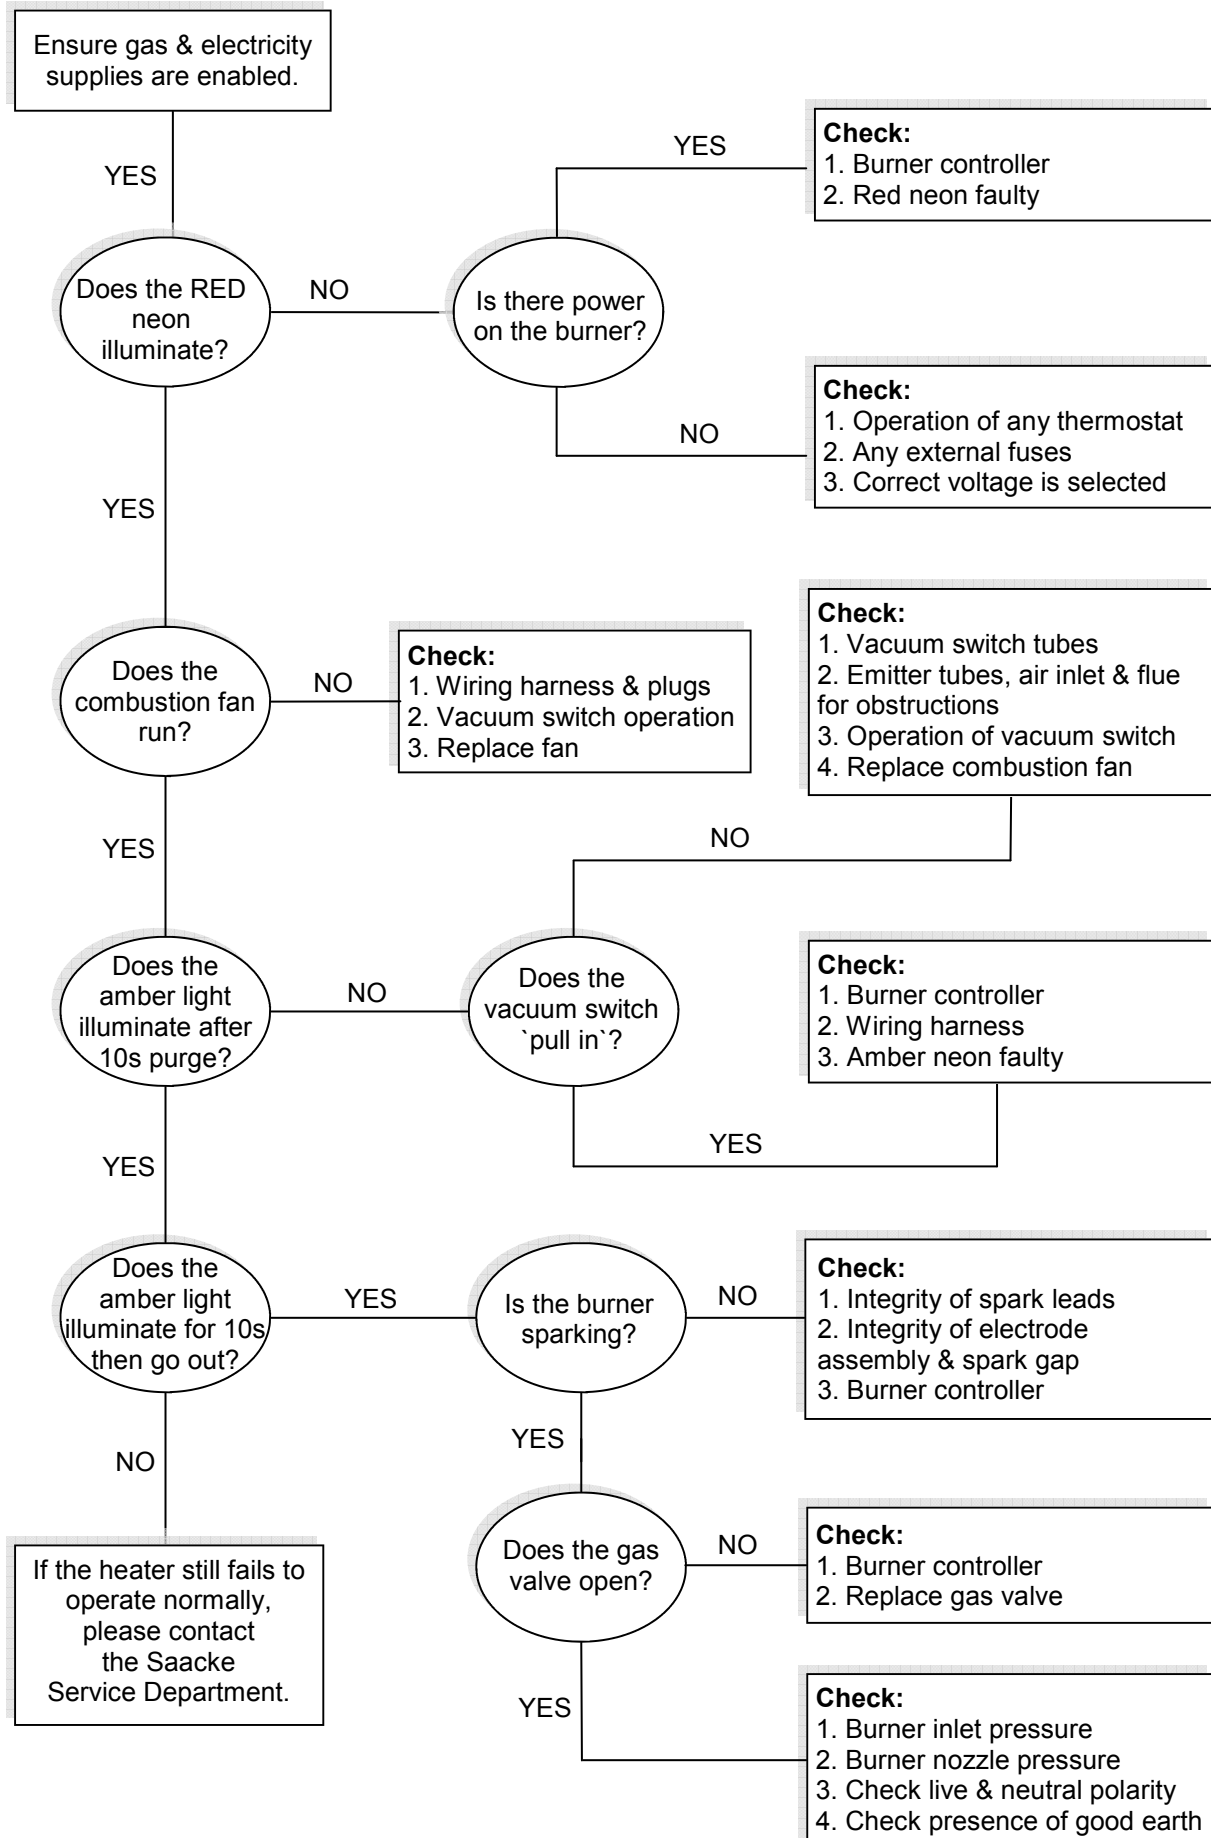 Ensure gas & electricity
supplies are enabled.
YES
Does the RED
neon
illuminate?
NO
Is there power
on the burner?
YES
Check:
1. Burner controller
2. Red neon faulty
NO
Check:
1. Operation of any thermostat
2. Any external fuses
3. Correct voltage is selected
YES
Does the
combustion fan
run?
NO
Check:
1. Wiring harness & plugs
2. Vacuum switch operation
3. Replace fan
YES
Does the
amber light
illuminate after
10s purge?
NO
Does the
vacuum switch
`pull in`?
NO
Check:
1. Vacuum switch tubes
2. Emitter tubes, air inlet & flue
for obstructions
3. Operation of vacuum switch
4. Replace combustion fan
YES
Check:
1. Burner controller
2. Wiring harness
3. Amber neon faulty
YES
Does the
amber light
illuminate for 10s
then go out?
YES
Is the burner
sparking?
NO
Check:
1. Integrity of spark leads
2. Integrity of electrode
assembly & spark gap
3. Burner controller
YES
Does the gas
valve open?
NO
Check:
1. Burner controller
2. Replace gas valve
YES
Check:
1. Burner inlet pressure
2. Burner nozzle pressure
3. Check live & neutral polarity
4. Check presence of good earth
NO
If the heater still fails to
operate normally,
please contact
the Saacke
Service Department.